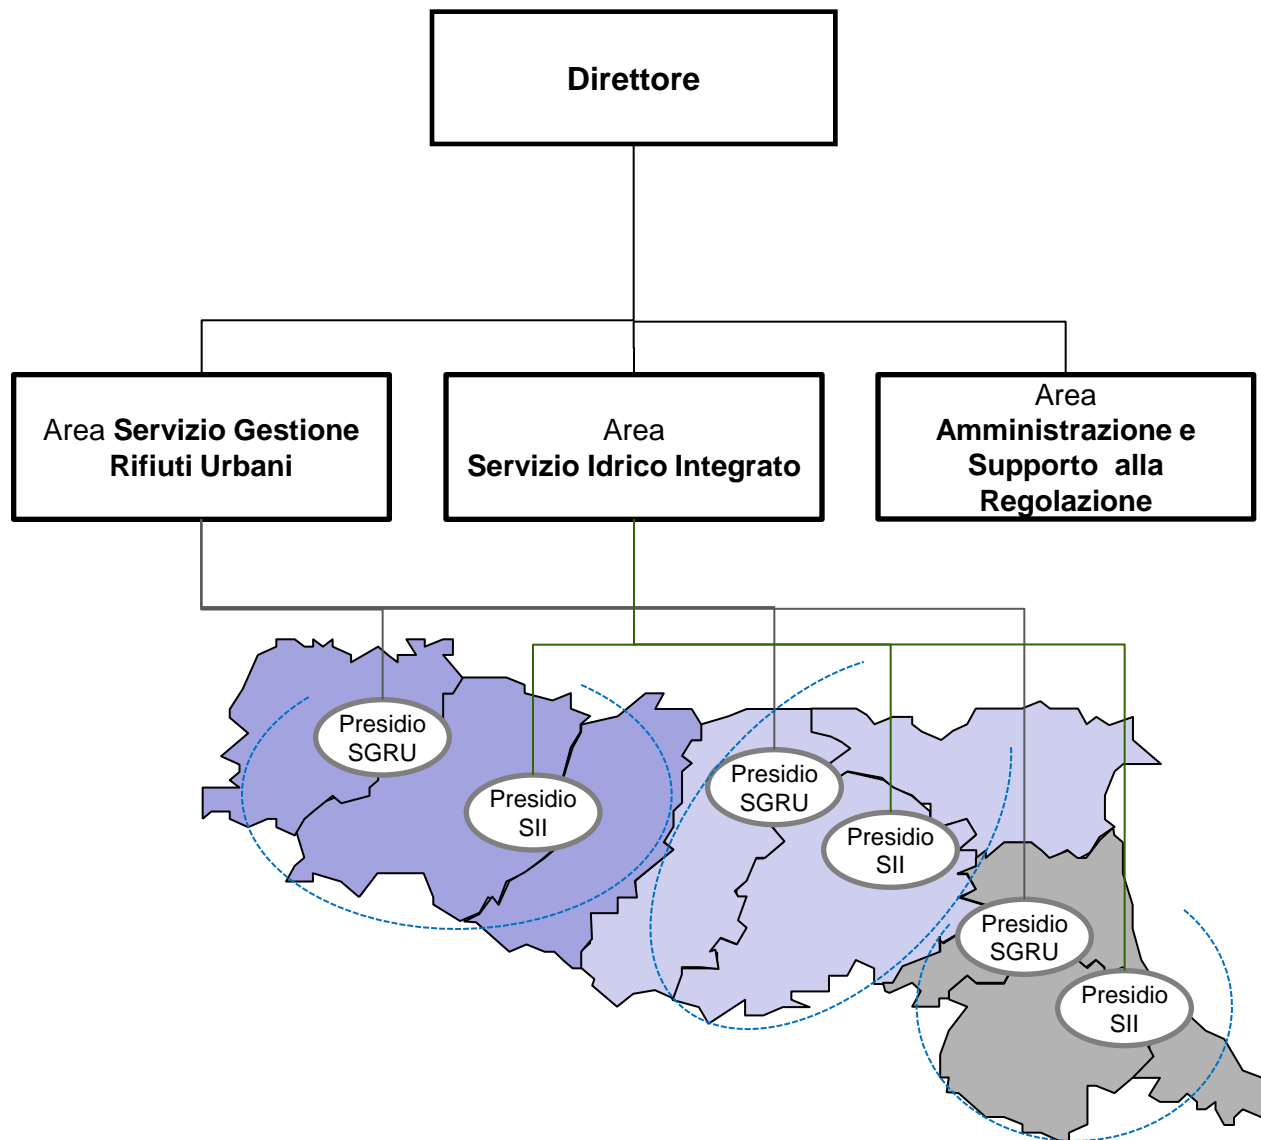 Direttore
Area Servizio Gestione
Rifiuti Urbani
Area
Servizio Idrico Integrato
Area
Amministrazione e
Supporto alla
Regolazione
Presidio
SGRU
Presidio
SII
Presidio
SGRU
Presidio
SII
Presidio
SGRU
Presidio
SII